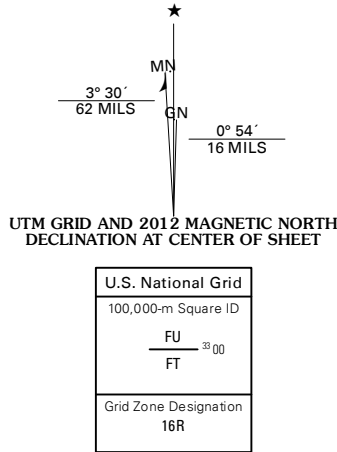 ★
MN
3° 30´
62 MILS
GN
0° 54´
16 MILS
UTM GRID AND 2012 MAGNETIC NORTH
DECLINATION AT CENTER OF SHEET
U.S. National Grid
100,000-m Square ID
FU
33 00
FT
Grid Zone Designation
16R